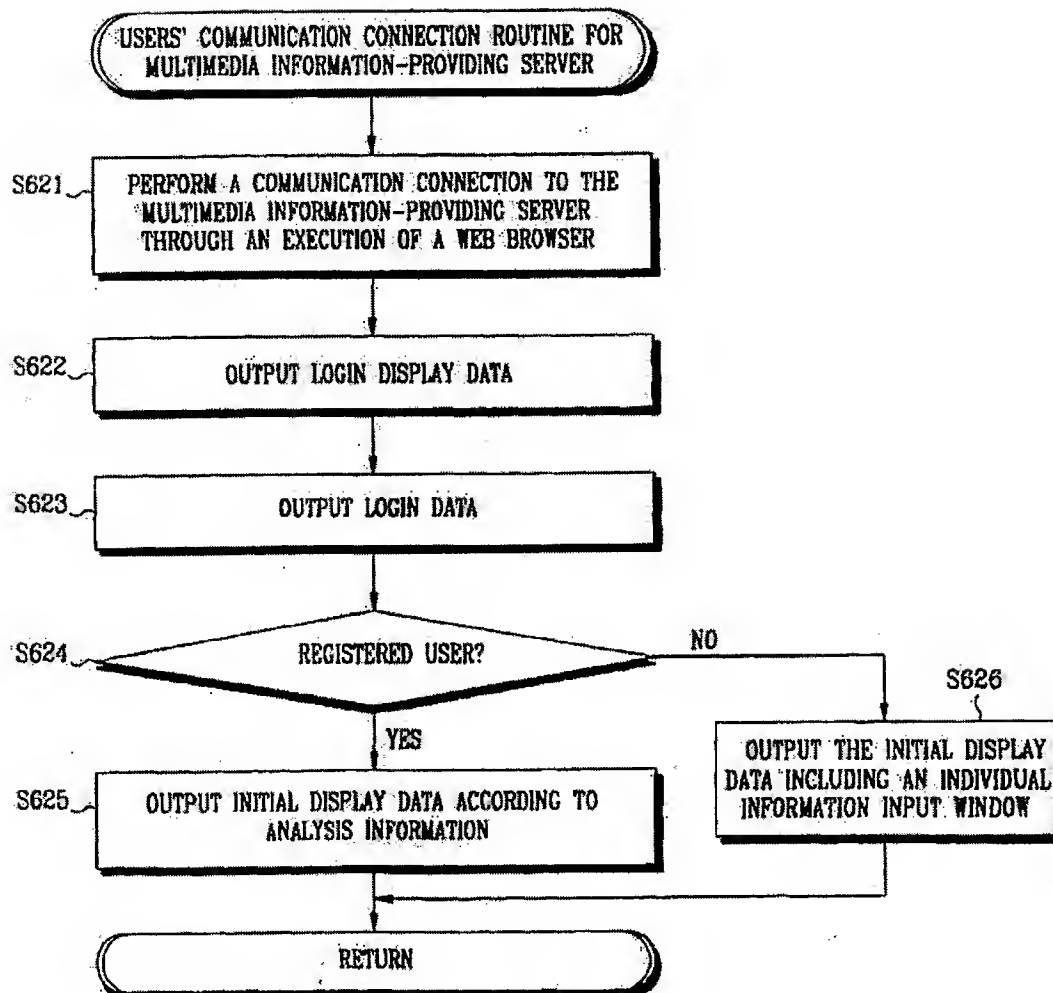 USERS' COMMUNICATION CONNECTION ROUTINE FOR
MULTIMEDIA INFORMATION-PROVIDING SERVER
S621
PERFORM A COMMUNICATION CONNECTION TO THE
MULTIMEDIA INFORMATION-PROVIDING SERVER
THROUGH AN EXECUTION OF A WEB BROWSER
S622
OUTPUT LOGIN DISPLAY DATA
S623
OUTPUT LOGIN DATA
S624
REGISTERED USER?
NO
YES
S626
OUTPUT THE INITIAL DISPLAY
DATA INCLUDING AN INDIVIDUAL
INFORMATION INPUT WINDOW
S625
OUTPUT INITIAL DISPLAY DATA ACCORDING TO
ANALYSIS INFORMATION
RETURN